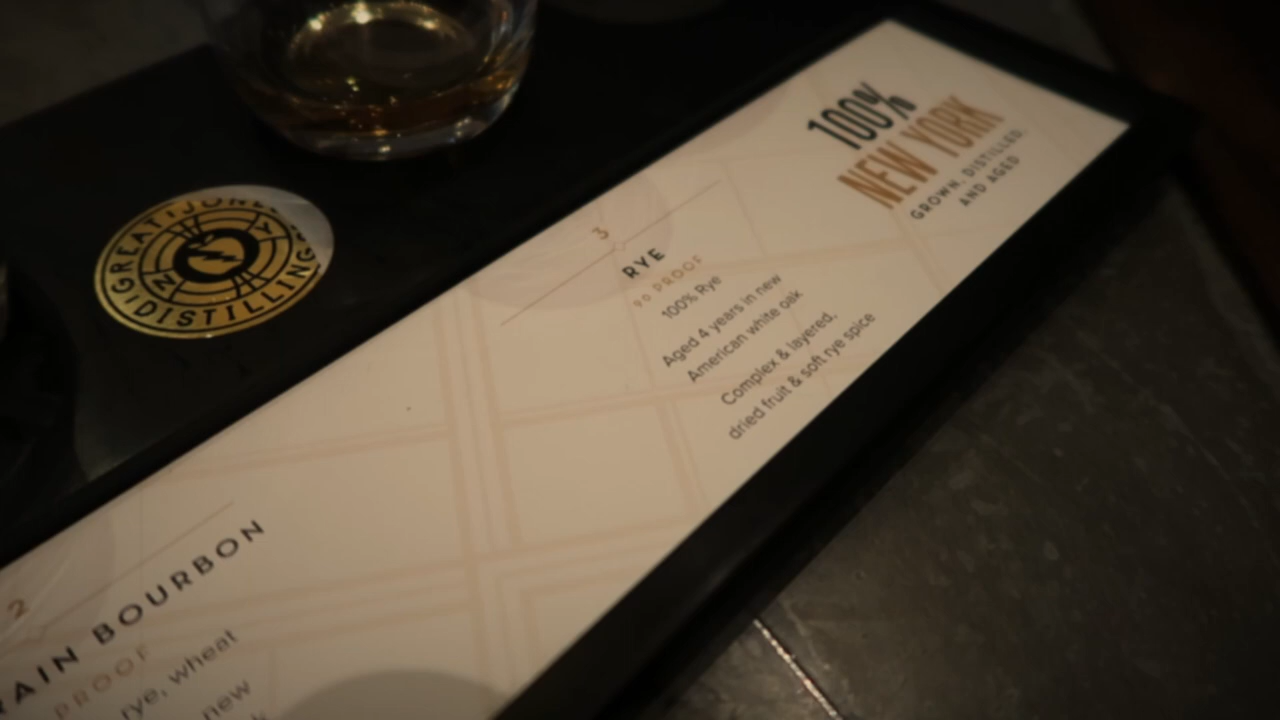 GREAT JONES
DISTILLING CO
NY
100%
NEW YORK
GROWN, DISTILLED,
AND AGED
3
RYE
90 PROOF
100% Rye
Aged 4 years in new
American white oak
Complex & layered,
dried fruit & soft rye spice
2
RAIN BOURBON
PROOF
rye, wheat
new